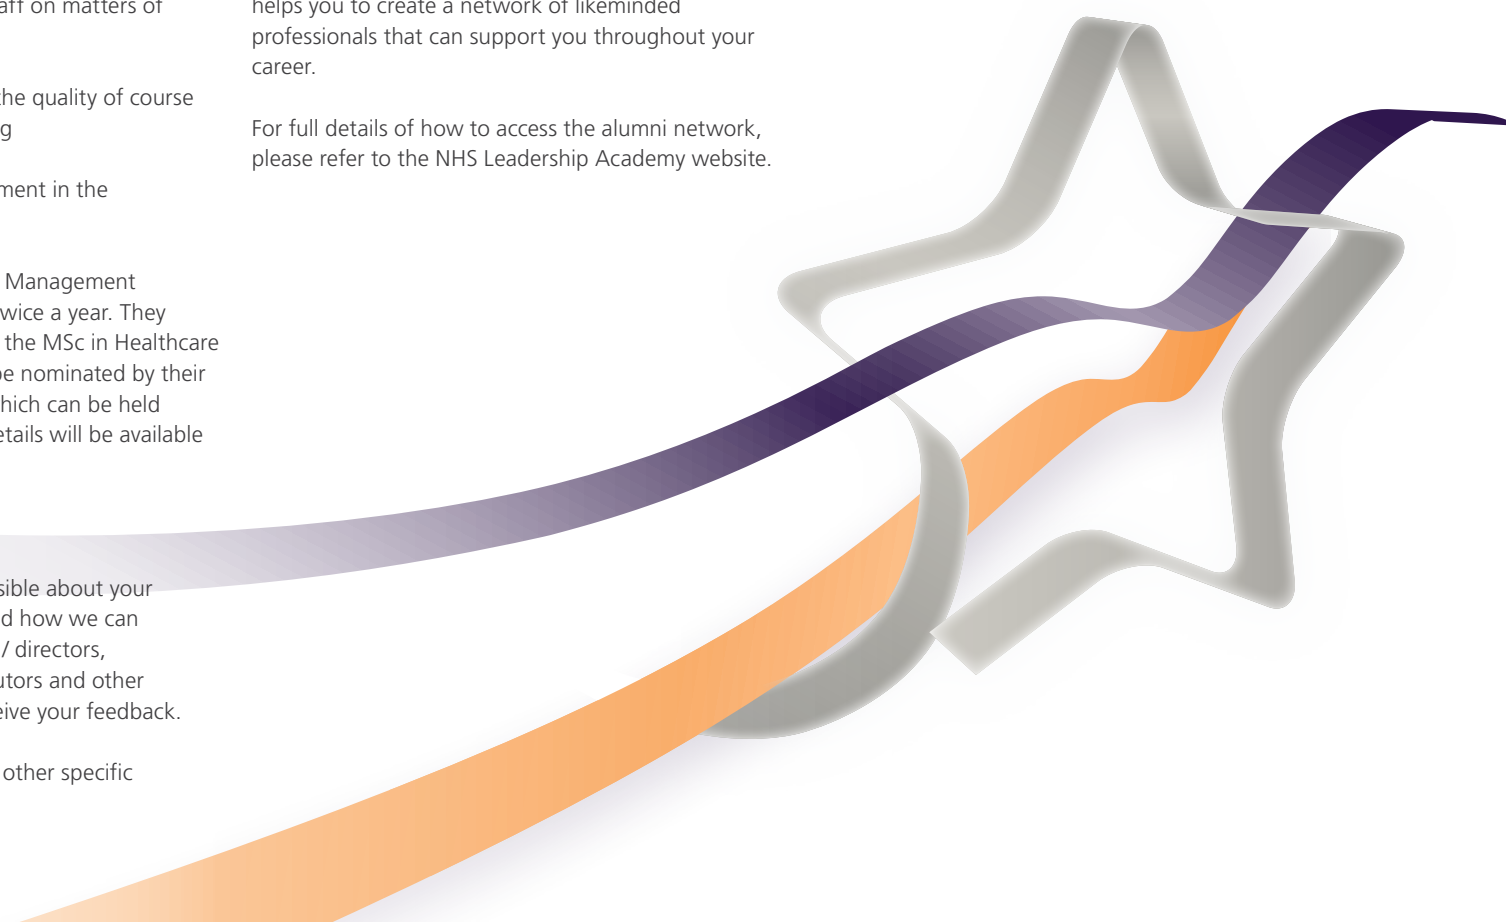 aff on matters of
the quality of course
g
ment in the
Management
wice a year. They
the MSc in Healthcare
be nominated by their
which can be held
etails will be available
sible about your
d how we can
/ directors,
utors and other
eive your feedback.
other specific
helps you to create a network of likeminded
professionals that can support you throughout your
career.
For full details of how to access the alumni network,
please refer to the NHS Leadership Academy website.